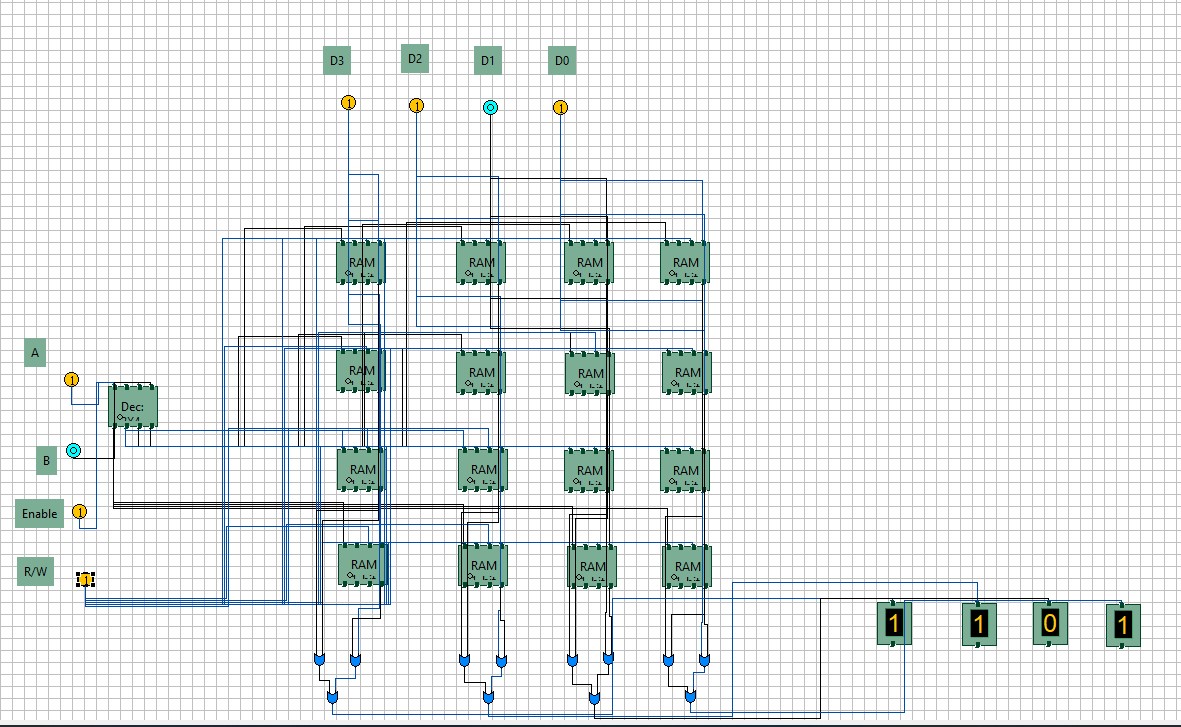 D3 D2 D1 D0
1 1 0 1
RAM RAM RAM RAM
A
RAM RAM RAM RAM
1
Dec:
0
B
RAM RAM RAM RAM
Enable 1
R/W 1
RAM RAM RAM RAM
1 1 0 1